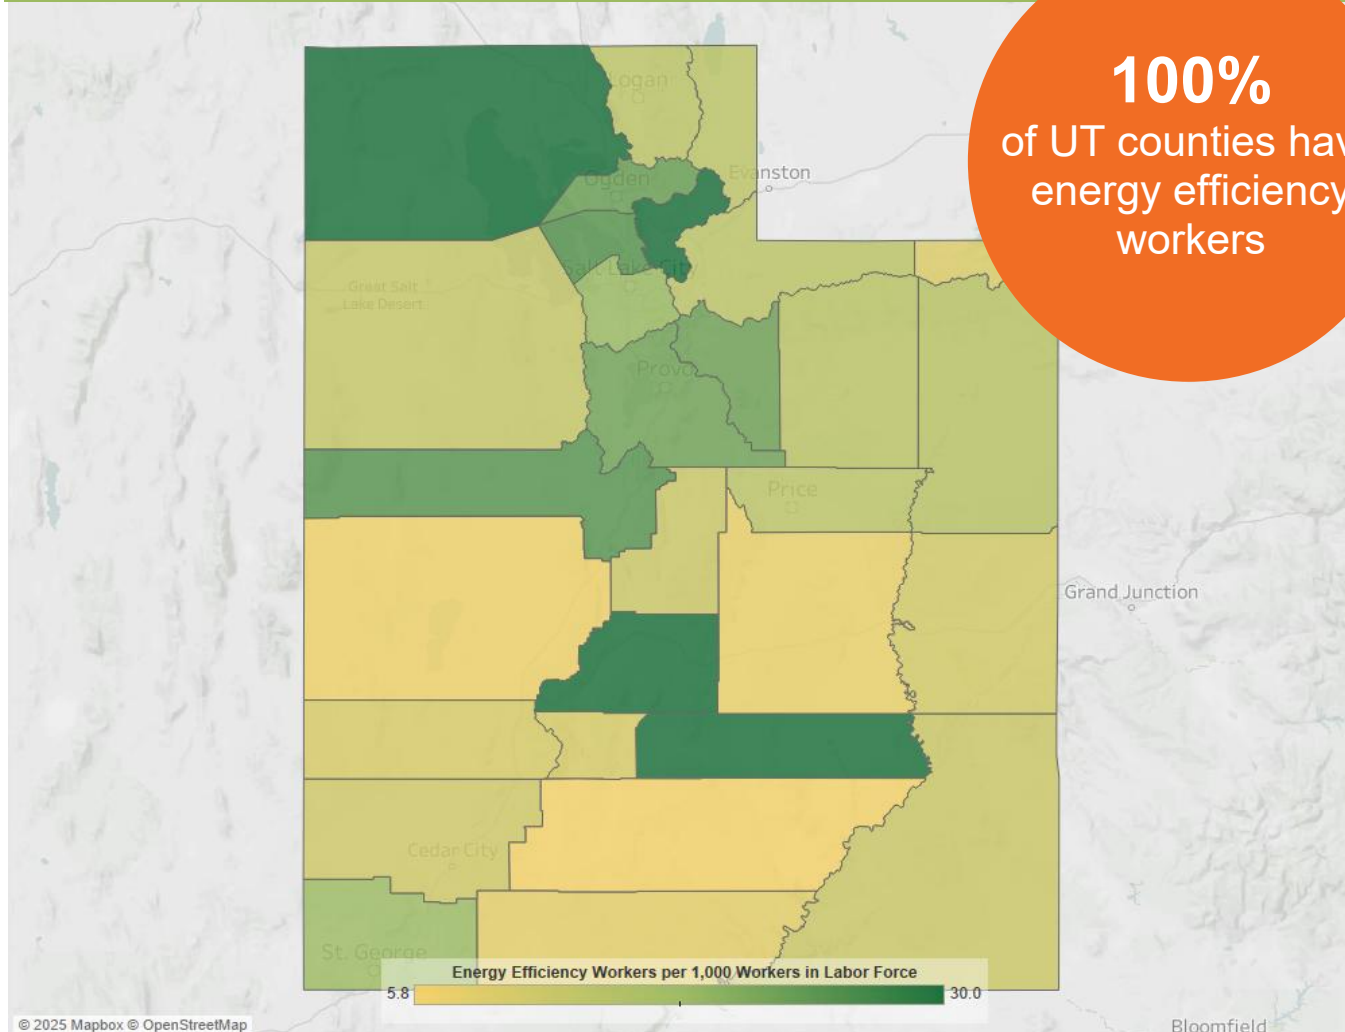 100%
of UT counties hav
energy efficiency
workers
Logan
Ogden
Evanston
Salt Lake City
Great Salt
Lake Desert
Provo
Price
Grand Junction
Cedar City
St. George
Energy Efficiency Workers per 1,000 Workers in Labor Force
5.8
30.0
© 2025 Mapbox © OpenStreetMap
Bloomfield